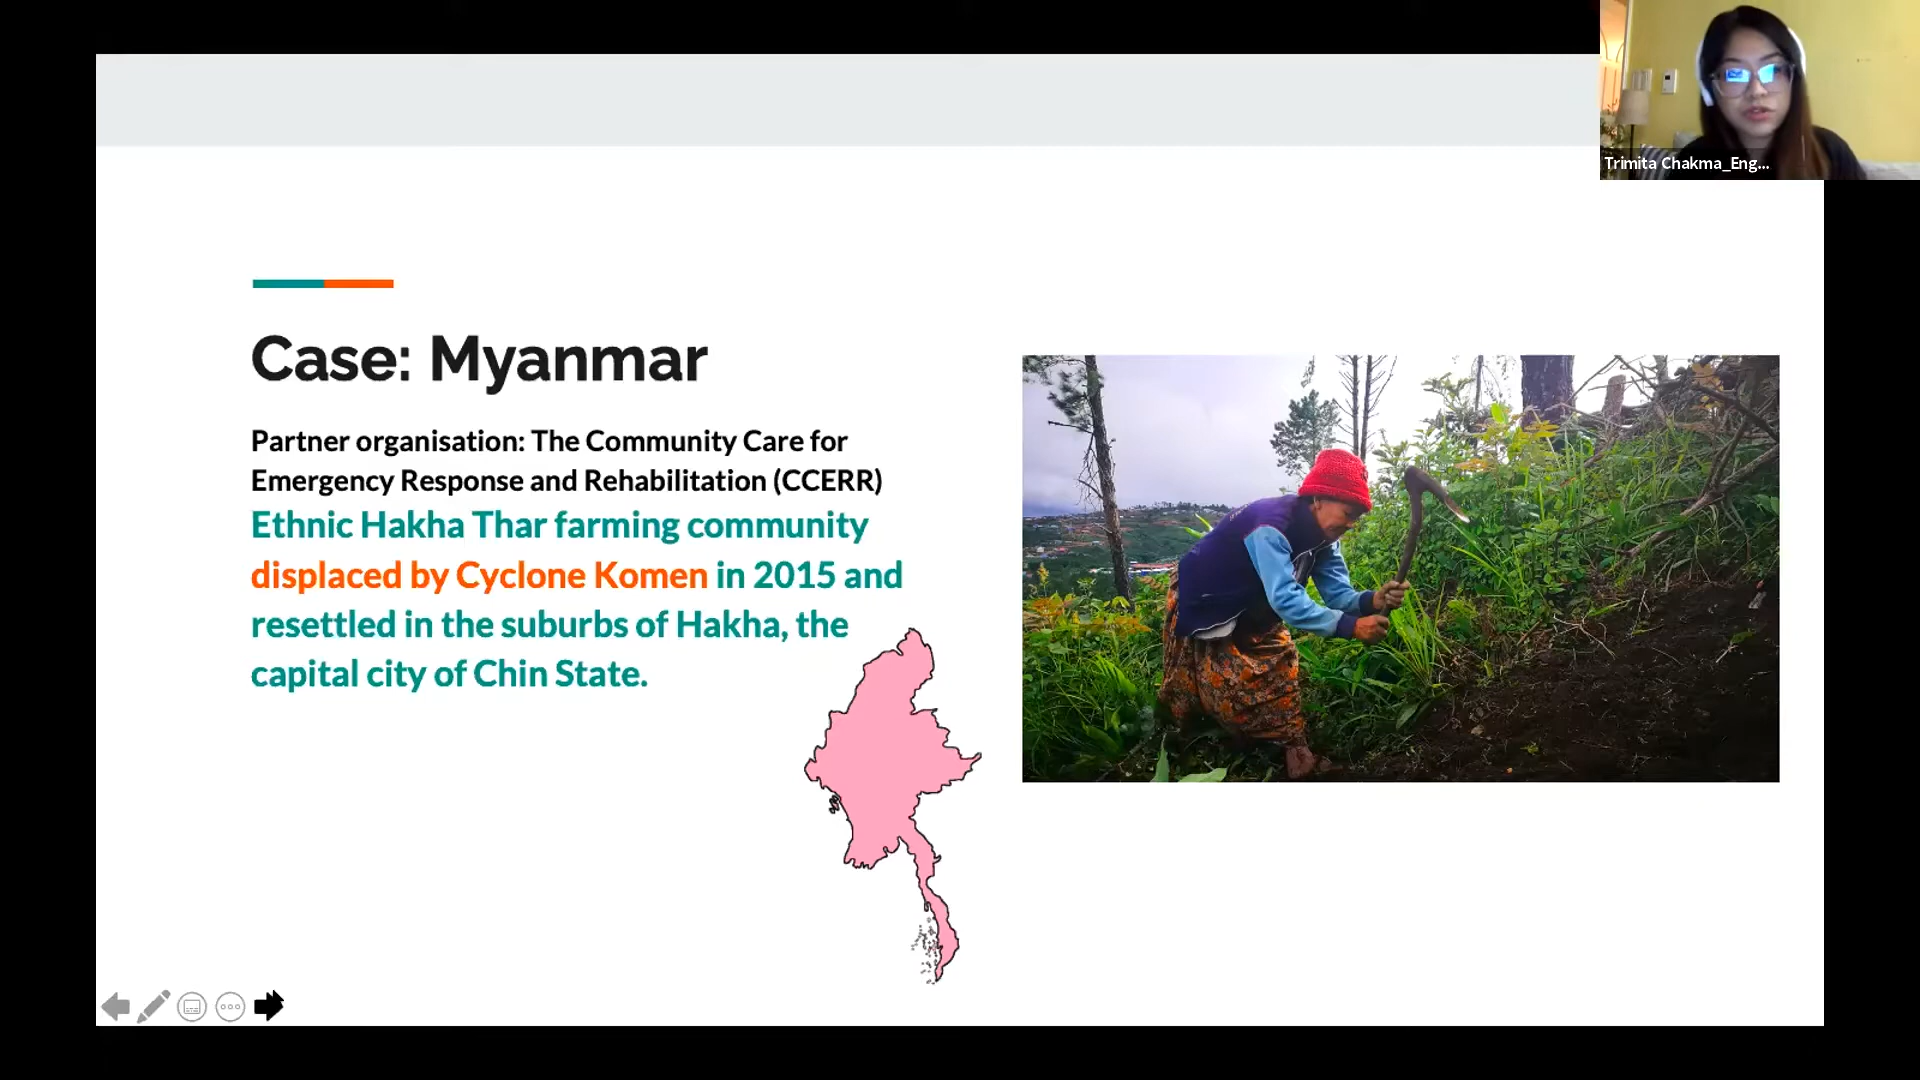 Trimita Chakma_Eng...
Case: Myanmar
Partner organisation: The Community Care for
Emergency Response and Rehabilitation (CCERR)
Ethnic Hakha Thar farming community
displaced by Cyclone Komen in 2015 and
resettled in the suburbs of Hakha, the
capital city of Chin State.